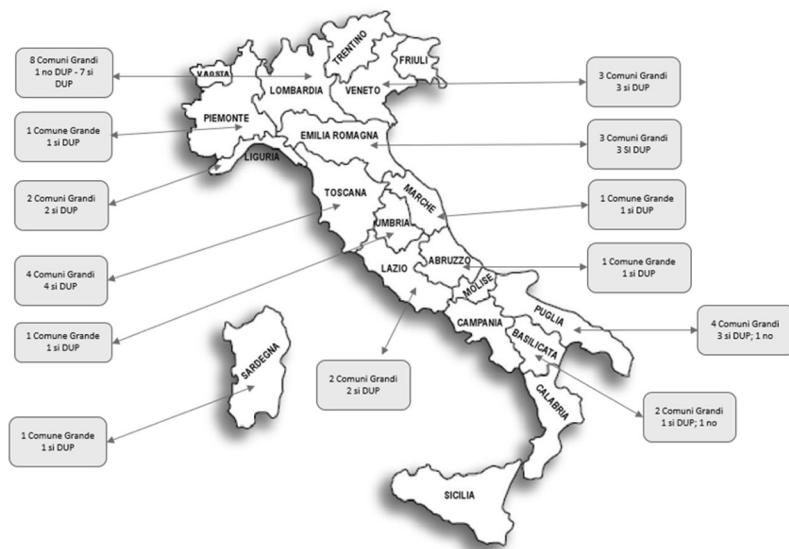 8 Comuni Grandi
1 no DUP - 7 si
DUP
1 Comune Grande
1 si DUP
2 Comuni Grandi
2 si DUP
4 Comuni Grandi
4 si DUP
1 Comune Grande
1 si DUP
1 Comune Grande
1 si DUP
TRENTINO
FRIULI
V.AOSTA
LOMBARDIA
VENETO
PIEMONTE
EMILIA ROMAGNA
LIGURIA
TOSCANA
MARCHE
UMBRIA
LAZIO
ABRUZZO
MOLISE
CAMPANIA
PUGLIA
BASILICATA
SARDEGNA
CALABRIA
SICILIA
2 Comuni Grandi
2 si DUP
3 Comuni Grandi
3 si DUP
3 Comuni Grandi
3 SI DUP
1 Comune Grande
1 si DUP
1 Comune Grande
1 si DUP
4 Comuni Grandi
3 si DUP; 1 no
2 Comuni Grandi
1 si DUP; 1 no